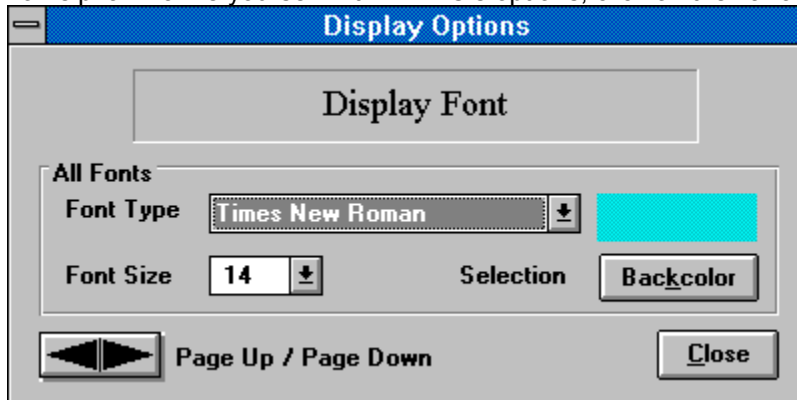 Display Options
Display Font
All Fonts
Font Type Times New Roman
Font Size 14 Selection Backcolor
Page Up / Page Down Close